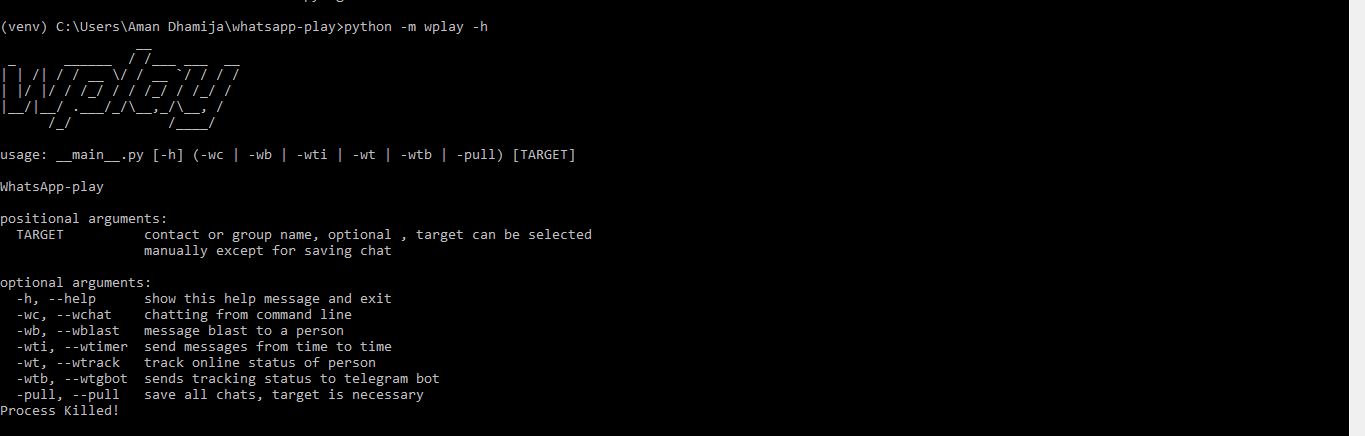 (venv) C:\Users\Aman Dhamija\whatsapp-play>python -m wplay -h
wplay
usage: __main__.py [-h] (-wc | -wb | -wti | -wt | -wtb | -pull) [TARGET]
WhatsApp-play
positional arguments:
  TARGET          contact or group name, optional , target can be selected
                  manually except for saving chat
optional arguments:
  -h, --help      show this help message and exit
  -wc, --wchat    chatting from command line
  -wb, --wblast   message blast to a person
  -wti, --wtimer  send messages from time to time
  -wt, --wtrack   track online status of person
  -wtb, --wtgbot  sends tracking status to telegram bot
  -pull, --pull   save all chats, target is necessary
Process Killed!